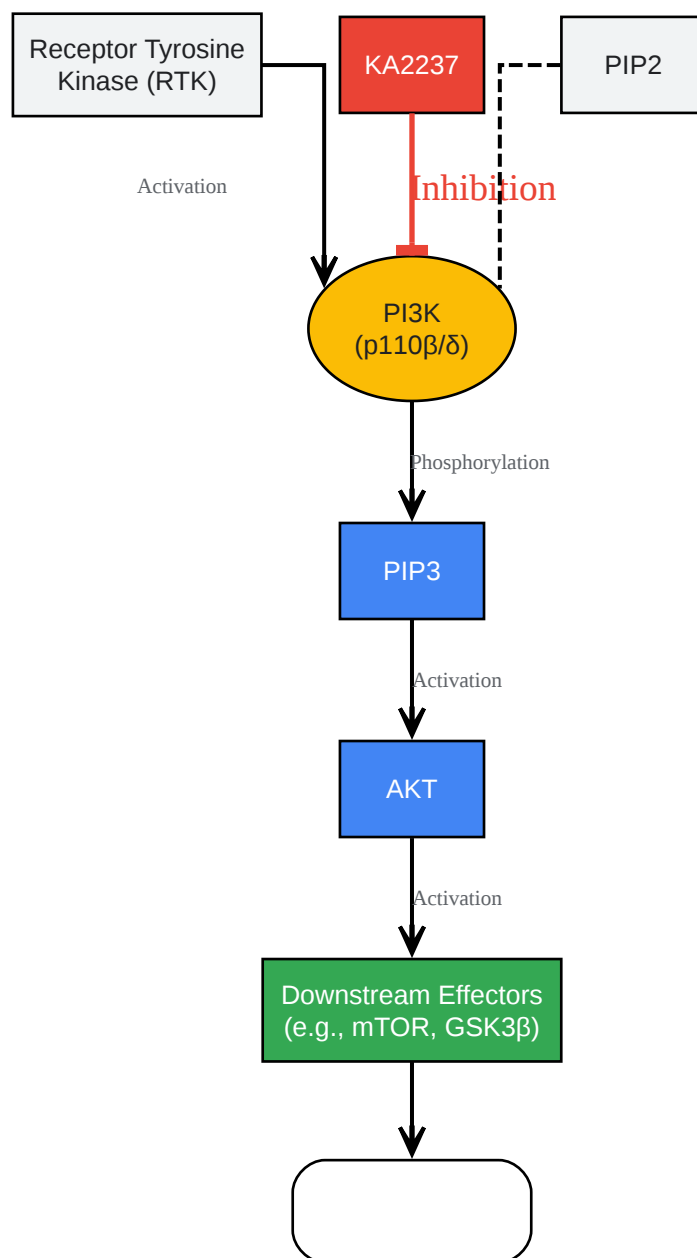 Receptor Tyrosine
Kinase (RTK)
KA2237
PIP2
Activation
Inhibition
PI3K
(p110β/δ)
Phosphorylation
PIP3
Activation
AKT
Activation
Downstream Effectors
(e.g., mTOR, GSK3β)